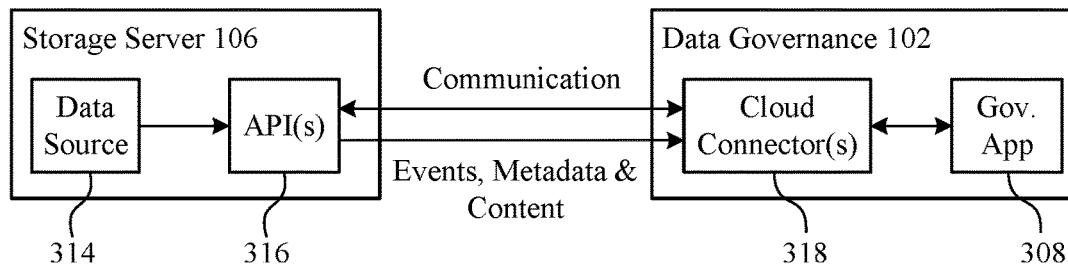 Storage Server 106
Data Governance 102
Data
Source
API(s)
Communication
Events, Metadata &
Content
Cloud
Connector(s)
Gov.
App
314
316
318
308